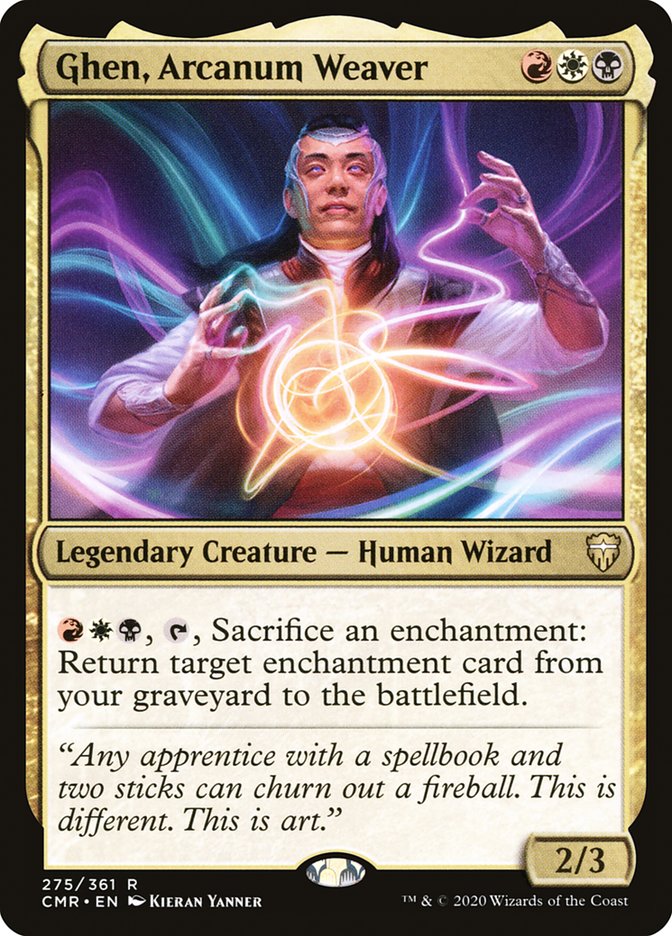 Ghen, Arcanum Weaver
Legendary Creature — Human Wizard
, , Sacrifice an enchantment:
Return target enchantment card from
your graveyard to the battlefield.
“Any apprentice with a spellbook and
two sticks can churn out a fireball. This is
different. This is art.”
2/3
275/361 R
CMR • EN Kieran Yanner
™ & © 2020 Wizards of the Coast